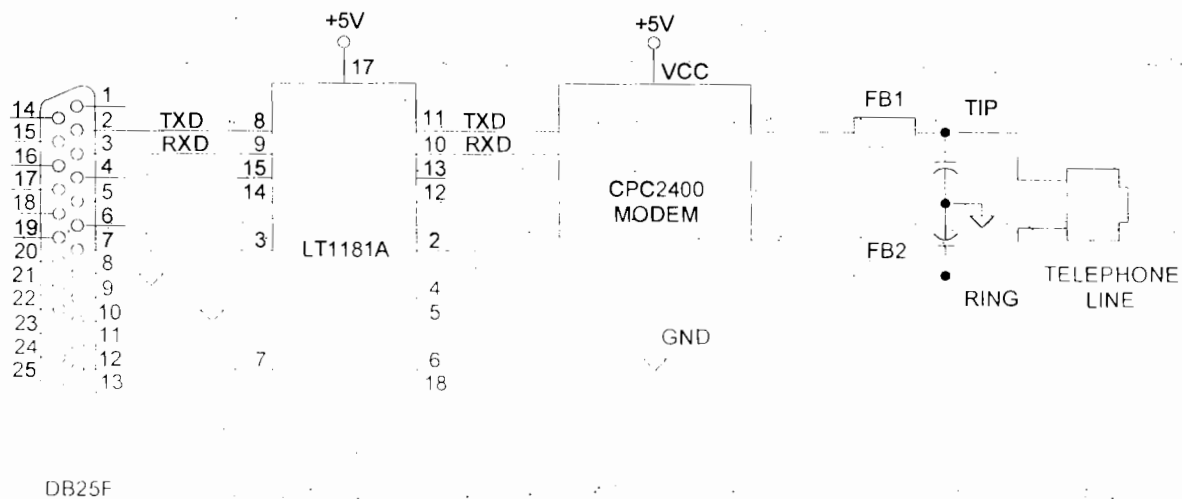 +5V
+5V
17
VCC
1
14
2
TXD
8
11
TXD
FB1
TIP
15
3
RXD
9
10
RXD
16
4
15
13
17
5
14
12
CPC2400
MODEM
18
6
19
7
3
LT1181A
2
FB2
20
8
TELEPHONE
LINE
21
9
4
RING
22
10
5
23
11
GND
24
12
7
6
25
13
18
DB25F